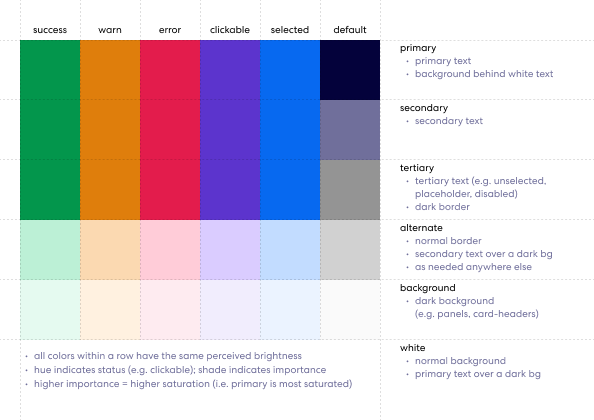 success warn error clickable selected default
primary
• primary text
• background behind white text
secondary
• secondary text
tertiary
• tertiary text (e.g. unselected,
placeholder, disabled)
• dark border
alternate
• normal border
• secondary text over a dark bg
• as needed anywhere else
background
• dark background
(e.g. panels, card-headers)
white
• normal background
• primary text over a dark bg
• all colors within a row have the same perceived brightness
• hue indicates status (e.g. clickable); shade indicates importance
• higher importance = higher saturation (i.e. primary is most saturated)